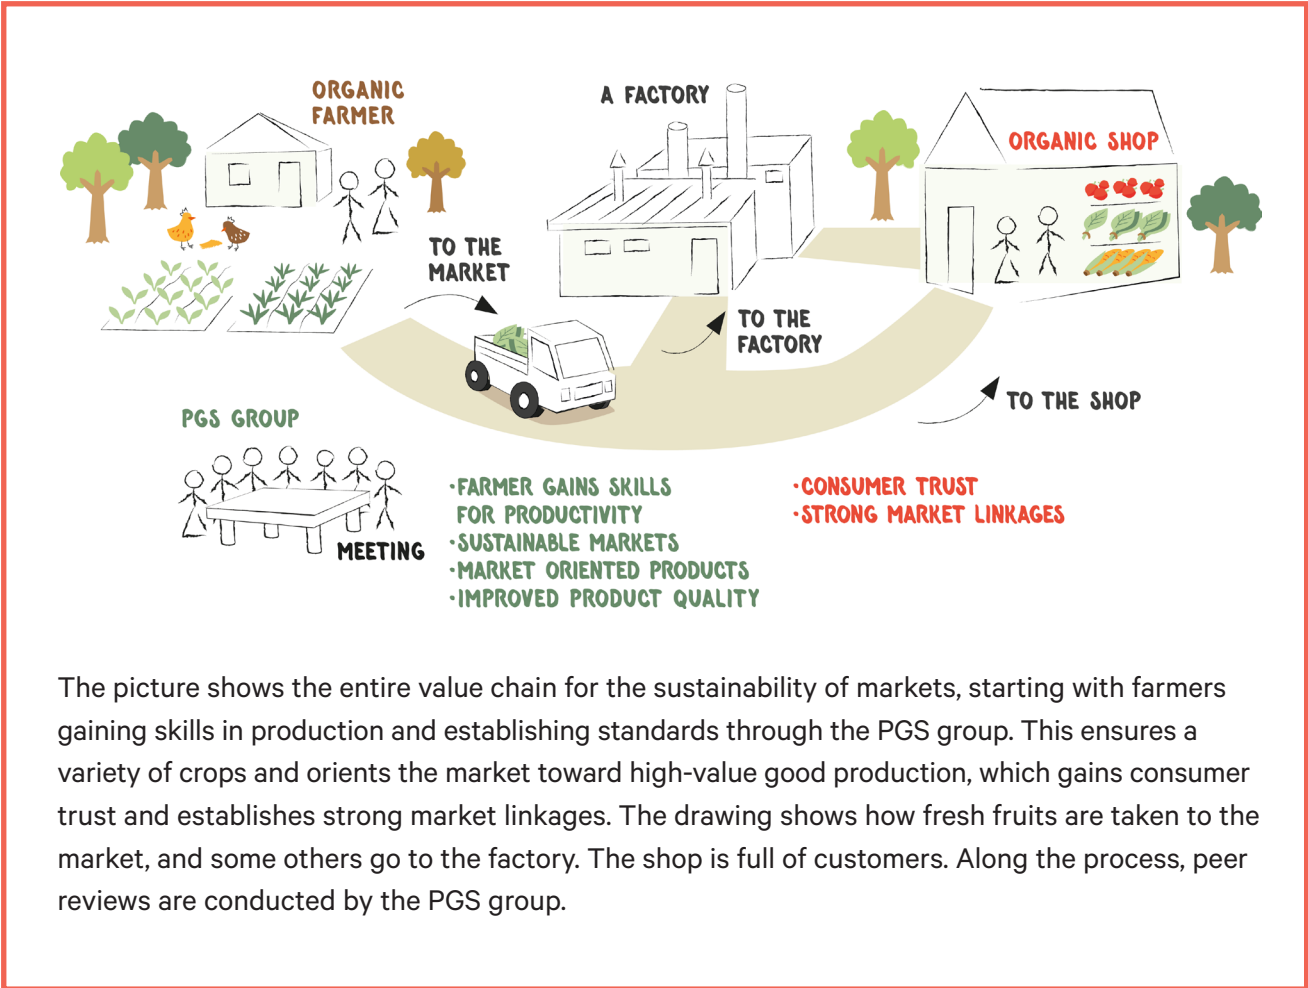 ORGANIC
FARMER
A FACTORY
ORGANIC SHOP
TO THE
MARKET
TO THE
FACTORY
TO THE SHOP
PGS GROUP
MEETING
·FARMER GAINS SKILLS
FOR PRODUCTIVITY
·SUSTAINABLE MARKETS
·MARKET ORIENTED PRODUCTS
·IMPROVED PRODUCT QUALITY
·CONSUMER TRUST
·STRONG MARKET LINKAGES
The picture shows the entire value chain for the sustainability of markets, starting with farmers
gaining skills in production and establishing standards through the PGS group. This ensures a
variety of crops and orients the market toward high-value good production, which gains consumer
trust and establishes strong market linkages. The drawing shows how fresh fruits are taken to the
market, and some others go to the factory. The shop is full of customers. Along the process, peer
reviews are conducted by the PGS group.